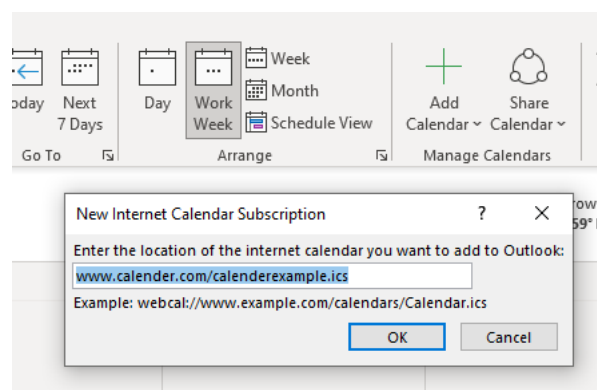 Week
Month
Schedule View
Next
7 Days
Day
Work
Week
Add
Calendar
Share
Calendar
Go To
Arrange
Manage Calendars
New Internet Calendar Subscription
?
59°
Enter the location of the internet calendar you want to add to Outlook:
www.calender.com/calenderexample.ics
Example: webcal://www.example.com/calendars/Calendar.ics
OK
Cancel